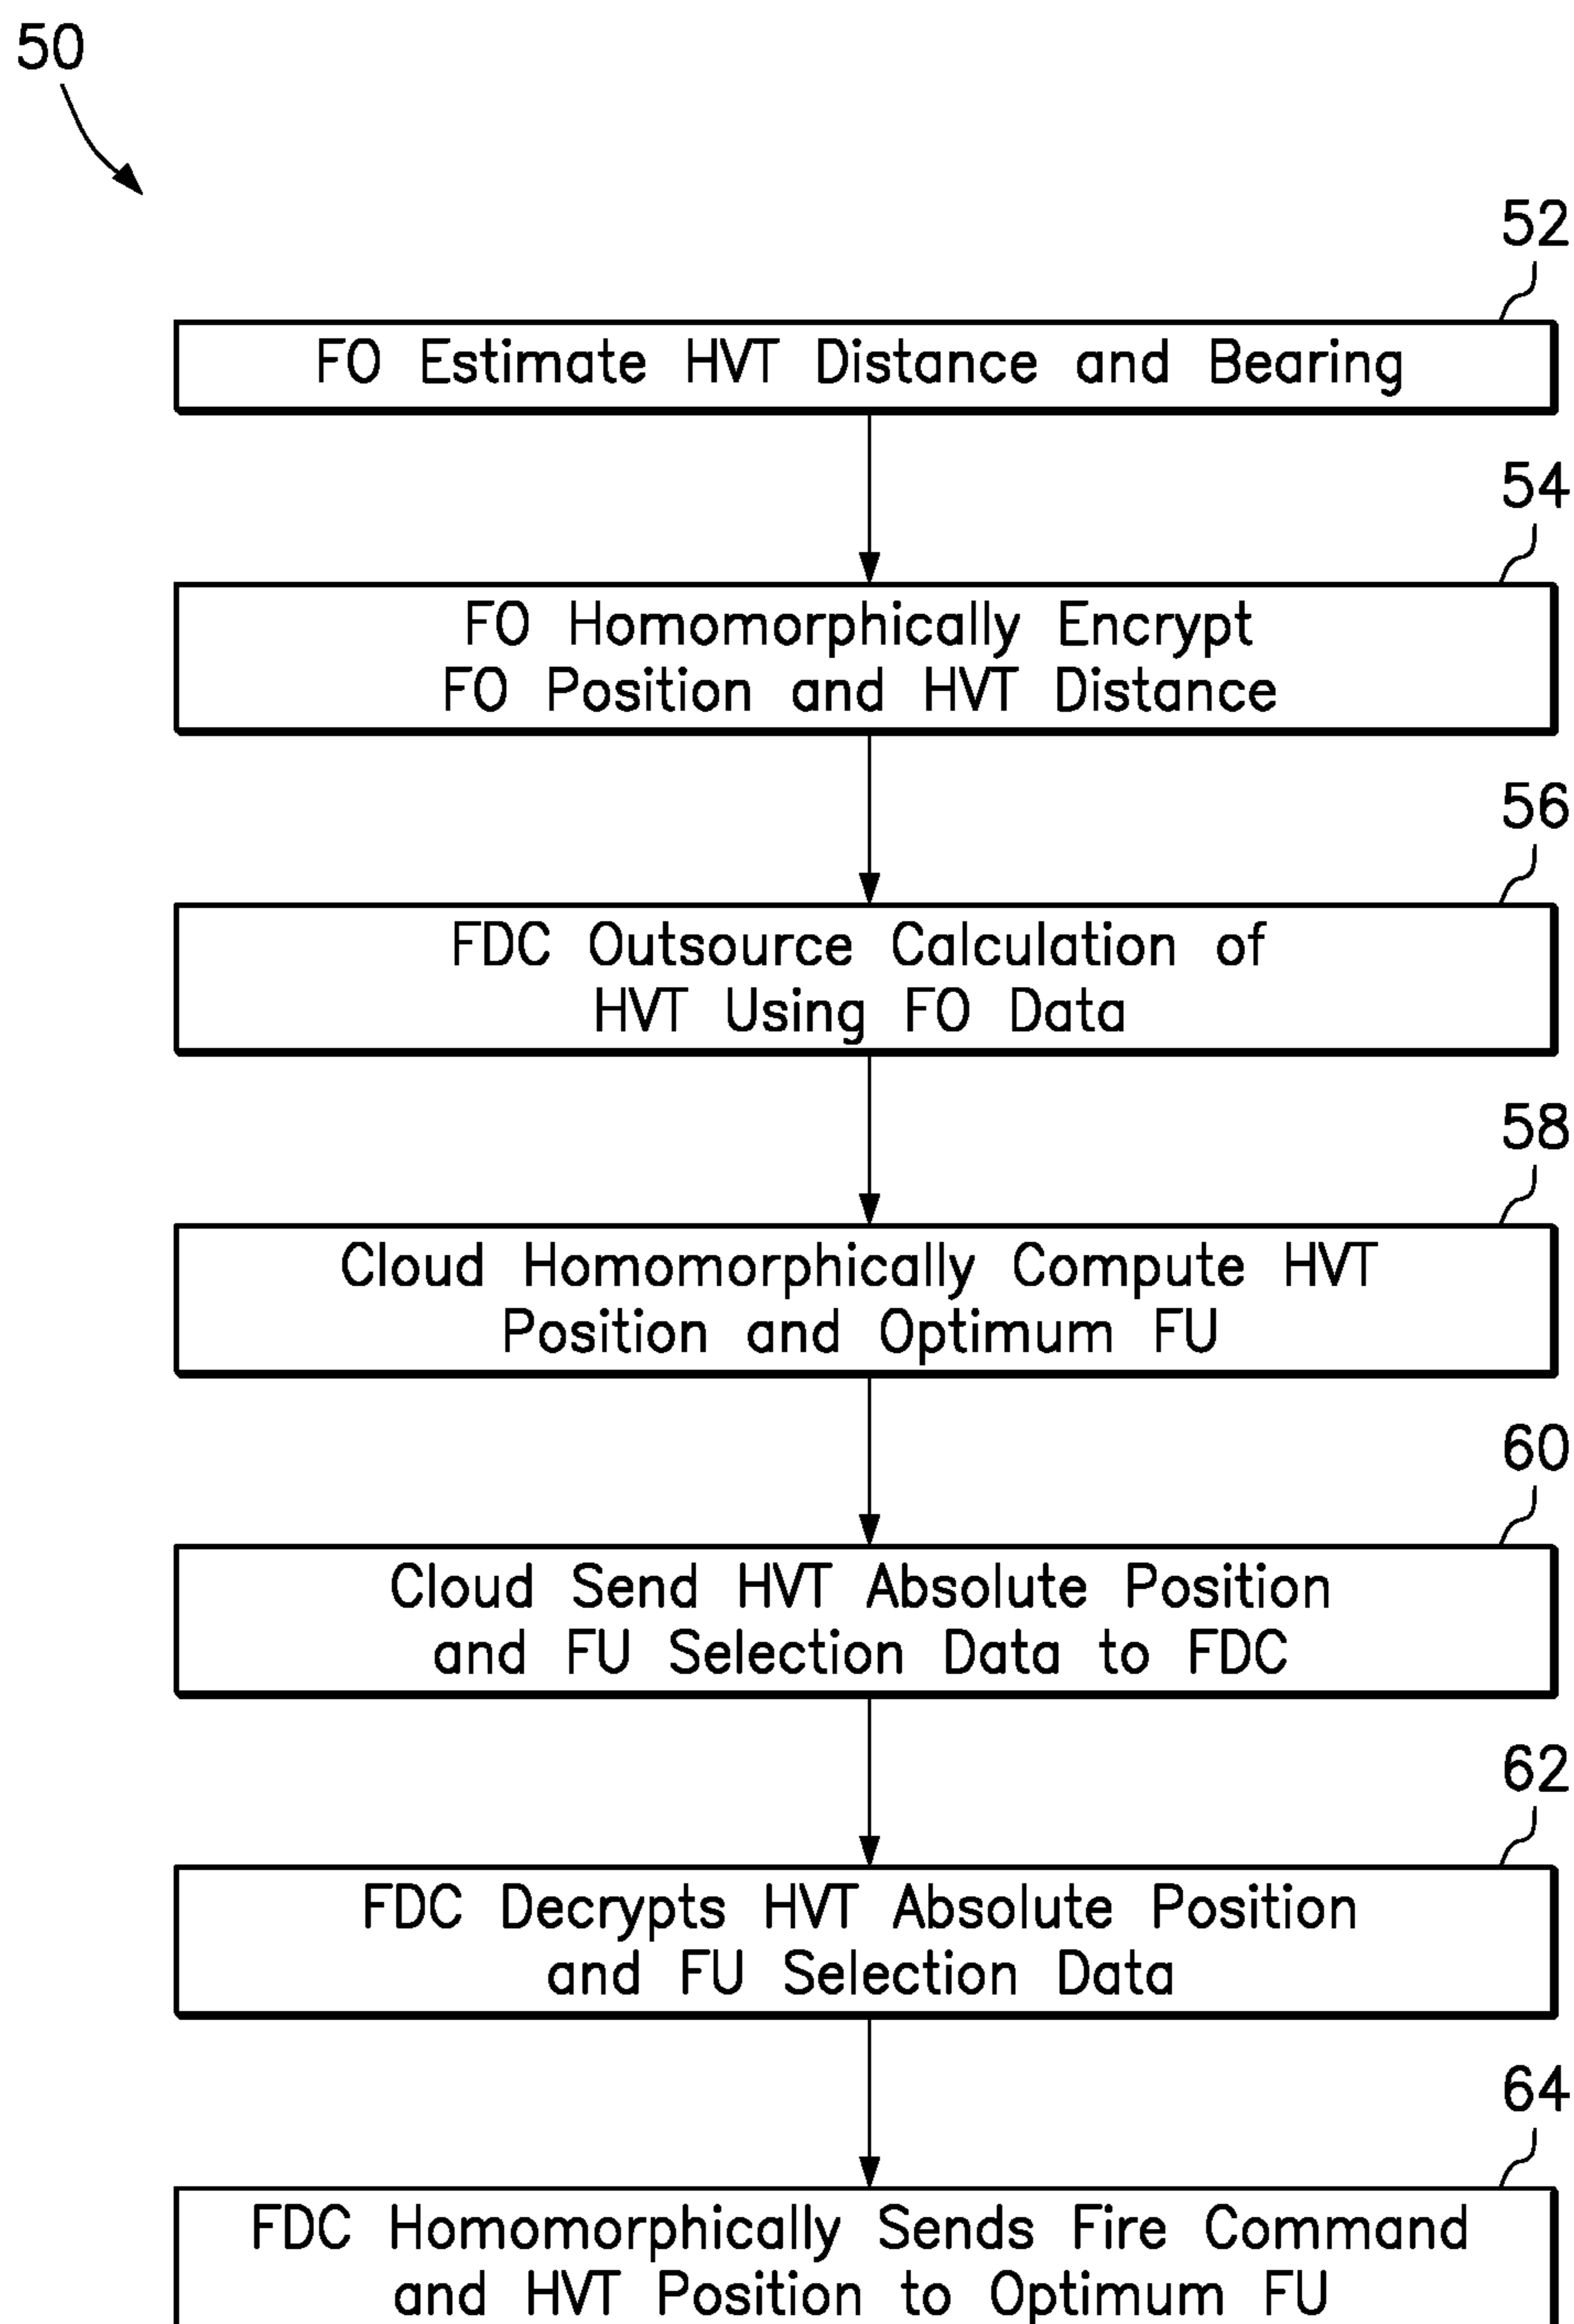 50
52
FO Estimate HVT Distance and Bearing
54
FO Homomorphically Encrypt
FO Position and HVT Distance
56
FDC Outsource Calculation of
HVT Using FO Data
58
Cloud Homomorphically Compute HVT
Position and Optimum FU
60
Cloud Send HVT Absolute Position
and FU Selection Data to FDC
62
FDC Decrypts HVT Absolute Position
and FU Selection Data
64
FDC Homomorphically Sends Fire Command
and HVT Position to Optimum FU